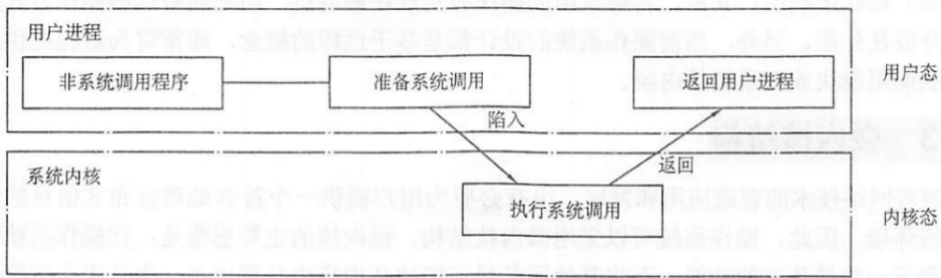 用户进程
非系统调用程序
准备系统调用
返回用户进程
用户态
陷入
返回
系统内核
执行系统调用
内核态